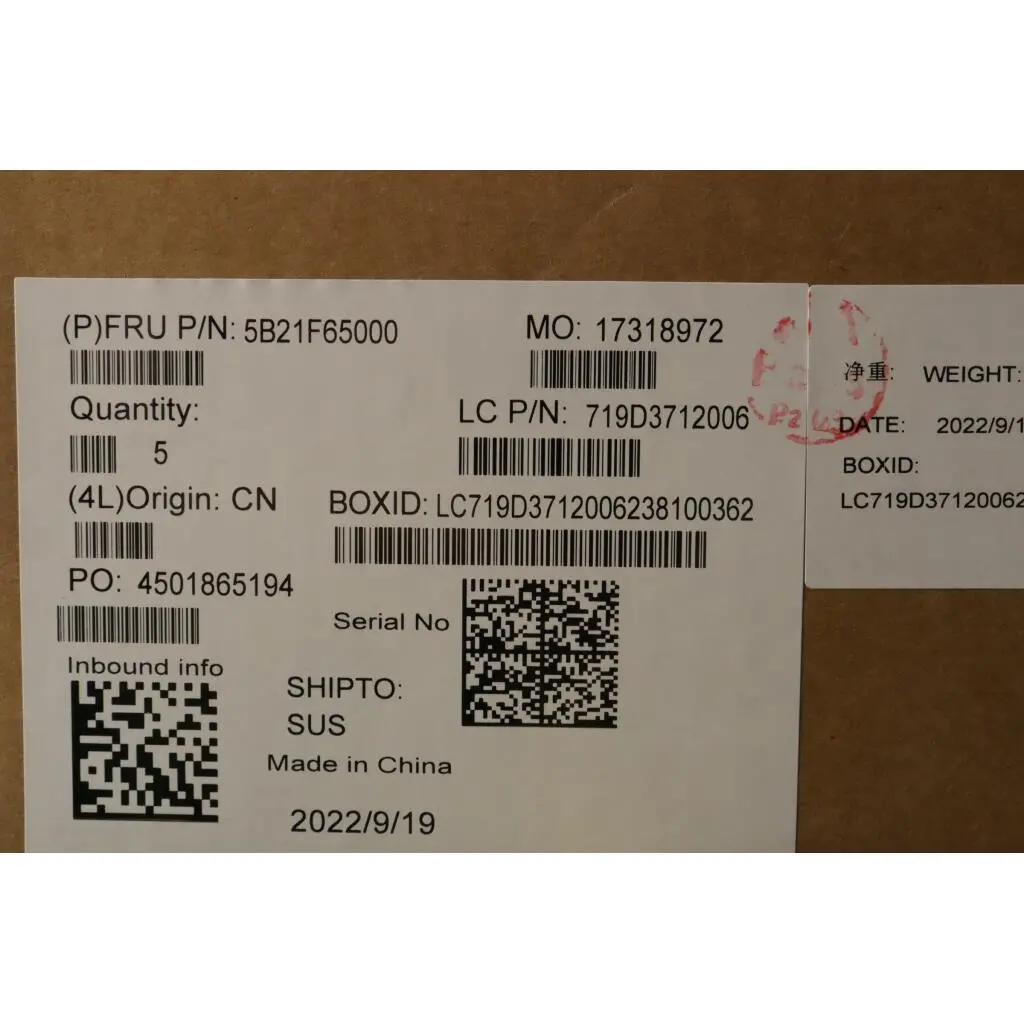 (P)FRU P/N: 5B21F65000
MO: 17318972
Quantity:
5
LC P/N: 719D3712006
(4L)Origin: CN
BOXID: LC719D3712006238100362
PO: 4501865194
Serial No
Inbound info
SHIPTO:
SUS
Made in China
2022/9/19
净重: WEIGHT:
DATE: 2022/9/1
BOXID:
LC719D37120062